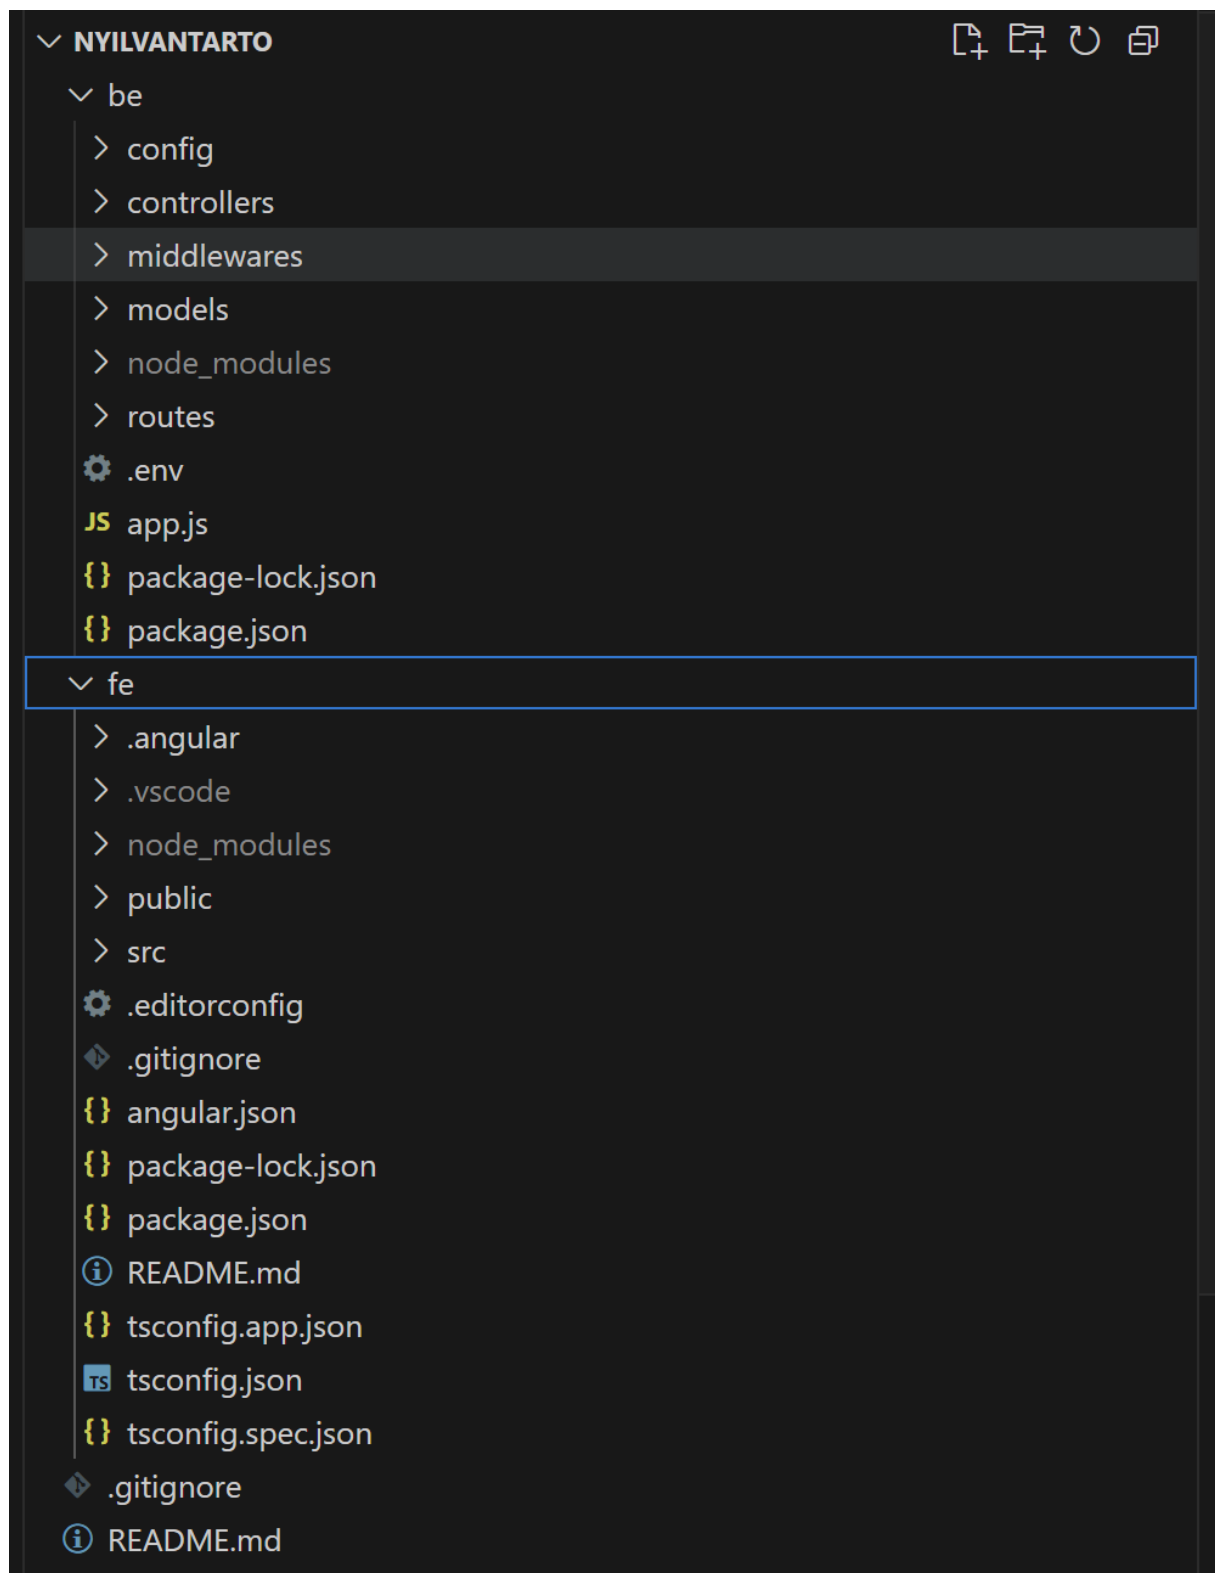 NYILVANTARTO
be
config
controllers
middlewares
models
node_modules
routes
.env
JS app.js
{} package-lock.json
{} package.json
fe
.angular
.vscode
node_modules
public
src
.editorconfig
.gitignore
{} angular.json
{} package-lock.json
{} package.json
README.md
{} tsconfig.app.json
TS tsconfig.json
{} tsconfig.spec.json
.gitignore
README.md